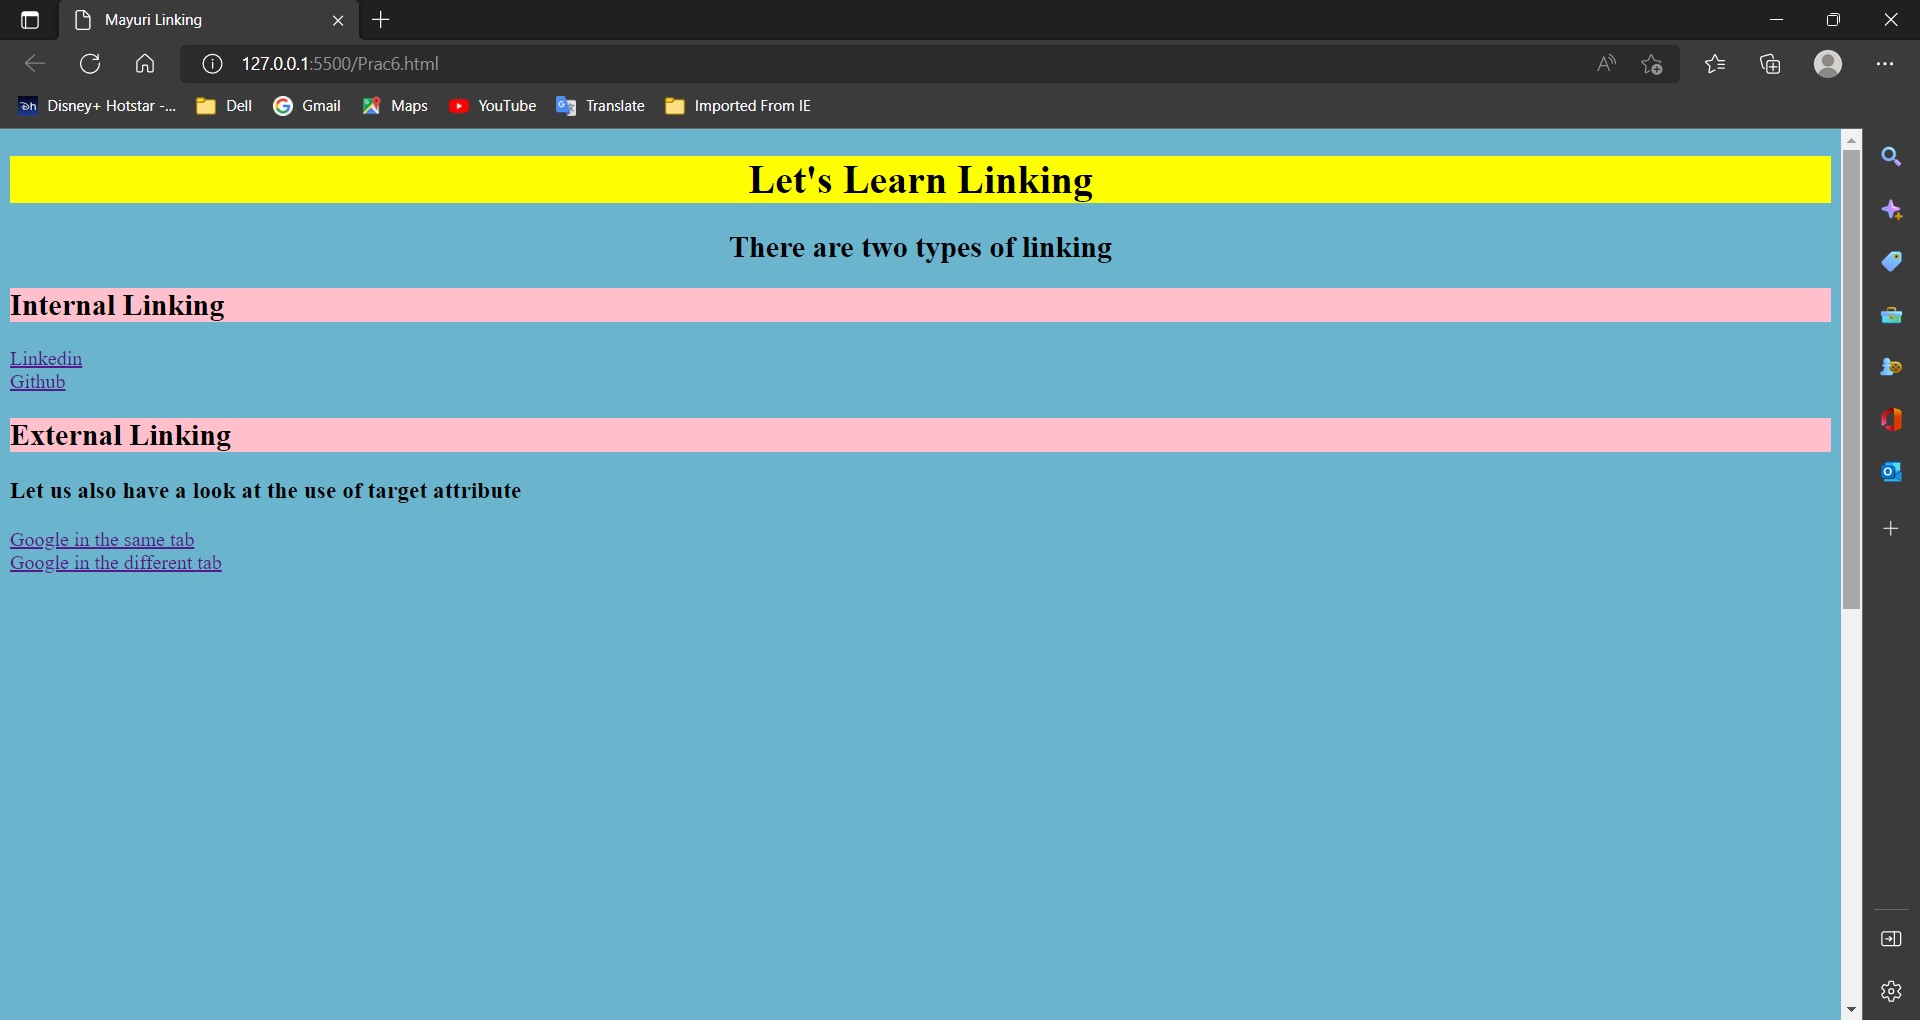 Mayuri Linking
127.0.0.1:5500/Prac6.html
Disney+ Hotstar -... Dell Gmail Maps YouTube Translate Imported From IE
Let's Learn Linking
There are two types of linking
Internal Linking
Linkedin
Github
External Linking
Let us also have a look at the use of target attribute
Google in the same tab
Google in the different tab